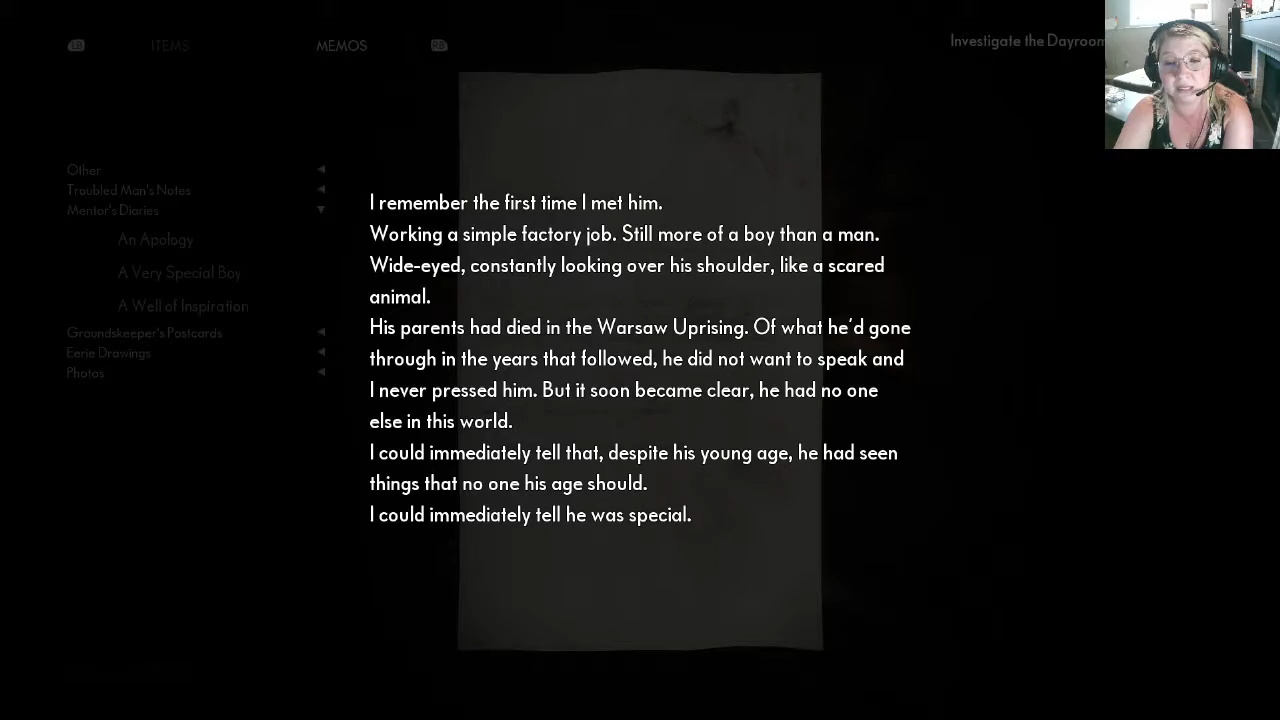 LB ITEMS MEMOS RB Investigate the Dayroom
Other
Troubled Man's Notes
Mentor's Diaries
An Apology
A Very Special Boy
A Well of Inspiration
Groundskeeper's Postcards
Eerie Drawings
Photos
I remember the first time I met him.
Working a simple factory job. Still more of a boy than a man.
Wide-eyed, constantly looking over his shoulder, like a scared
animal.
His parents had died in the Warsaw Uprising. Of what he'd gone
through in the years that followed, he did not want to speak and
I never pressed him. But it soon became clear, he had no one
else in this world.
I could immediately tell that, despite his young age, he had seen
things that no one his age should.
I could immediately tell he was special.